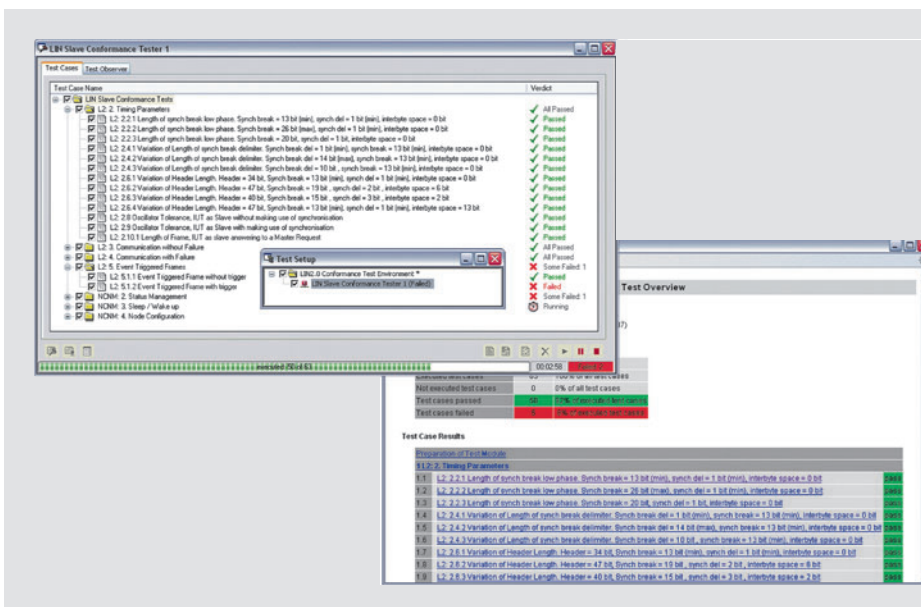 LIN Slave Conformance Tester 1
Test Cases Test Observer
Test Case Name Verdict
LIN Slave Conformance Tests
L2: 2. Timing Parameters All Passed
L2: 2.2.1 Length of synch break low phase. Synch break = 13 bit (min), synch del = 1 bit (min), interbyte space = 0 bit Passed
L2: 2.2.2 Length of synch break low phase. Synch break = 26 bit (max), synch del = 1 bit (min), interbyte space = 0 bit Passed
L2: 2.2.3 Length of synch break low phase. Synch break = 20 bit, synch del = 1 bit, interbyte space = 0 bit Passed
L2: 2.4.1 Variation of Length of synch break delimiter. Synch break del = 1 bit (min), synch break = 13 bit (min), interbyte space = 0 bit Passed
L2: 2.4.2 Variation of Length of synch break delimiter. Synch break del = 14 bit (max), synch break = 13 bit (min), interbyte space = 0 bit Passed
L2: 2.4.3 Variation of Length of synch break delimiter. Synch break del = 10 bit , synch break = 13 bit (min), interbyte space = 0 bit Passed
L2: 2.6.1 Variation of Header Length. Header = 34 bit, Synch break = 13 bit (min), synch del = 1 bit (min), interbyte space = 0 bit Passed
L2: 2.6.2 Variation of Header Length. Header = 47 bit, Synch break = 19 bit , synch del = 2 bit , interbyte space = 6 bit Passed
L2: 2.6.3 Variation of Header Length. Header = 40 bit, Synch break = 15 bit , synch del = 3 bit , interbyte space = 2 bit Passed
L2: 2.6.4 Variation of Header Length. Header = 47 bit, Synch break = 13 bit (min), synch del = 1 bit (min), interbyte space = 13 bit Passed
L2: 2.8 Oscillator Tolerance, IUT as Slave without making use of synchronisation Passed
L2: 2.9 Oscillator Tolerance, IUT as Slave with making use of synchronisation Passed
L2: 2.10.1 Length of Frame, IUT as slave answering to a Master Request Passed
L2: 3. Communication without Failure All Passed
L2: 4. Communication with Failure All Passed
L2: 5. Event Triggered Frames Some Failed: 1
L2: 5.1.1 Event Triggered Frame without trigger Passed
L2: 5.1.2 Event Triggered Frame with trigger Failed
NCNM: 2. Status Management Some Failed: 1
NCNM: 3. Sleep / Wake up Running
NCNM: 4. Node Configuration
Test Setup
LIN2.0 Conformance Test Environment *
LIN Slave Conformance Tester 1 (Failed)
executed: 50 of 63 00:02:58
Test Overview
Executed test cases 100% of all test cases
Not executed test cases 0 0% of all test cases
Test cases passed of executed test cases
Test cases failed of executed test cases
Test Case Results
Preparation of Test Module
1 L2: 2. Timing Parameters
1.1 L2: 2.2.1 Length of synch break low phase. Synch break = 13 bit (min), synch del = 1 bit (min), interbyte space = 0 bit pass
1.2 L2: 2.2.2 Length of synch break low phase. Synch break = 26 bit (max), synch del = 1 bit (min), interbyte space = 0 bit pass
1.3 L2: 2.2.3 Length of synch break low phase. Synch break = 20 bit, synch del = 1 bit, interbyte space = 0 bit pass
1.4 L2: 2.4.1 Variation of Length of synch break delimiter. Synch break del = 1 bit (min), synch break = 13 bit (min), interbyte space = 0 bit pass
1.5 L2: 2.4.2 Variation of Length of synch break delimiter. Synch break del = 14 bit (max), synch break = 13 bit (min), interbyte space = 0 bit pass
1.6 L2: 2.4.3 Variation of Length of synch break delimiter. Synch break del = 10 bit , synch break = 13 bit (min), interbyte space = 0 bit pass
1.7 L2: 2.6.1 Variation of Header Length. Header = 34 bit, Synch break = 13 bit (min), synch del = 1 bit (min), interbyte space = 0 bit pass
1.8 L2: 2.6.2 Variation of Header Length. Header = 47 bit, Synch break = 19 bit , synch del = 2 bit , interbyte space = 6 bit pass
1.9 L2: 2.6.3 Variation of Header Length. Header = 40 bit, Synch break = 15 bit , synch del = 3 bit , interbyte space = 2 bit pass